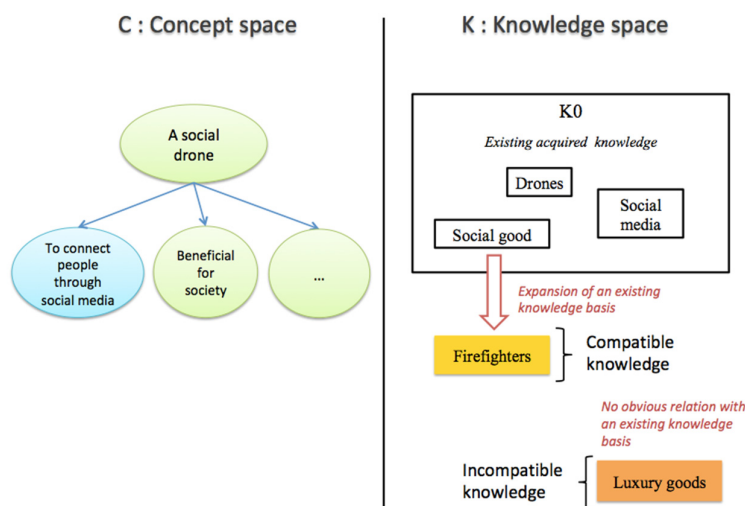 C : Concept space
A social
drone
To connect
people
through
social media
Beneficial
for
society
...
K : Knowledge space
K0
Existing acquired knowledge
Drones
Social
media
Social good
Expansion of an existing
knowledge basis
Firefighters
Compatible
knowledge
No obvious relation with
an existing knowledge
basis
Incompatible
knowledge
Luxury goods